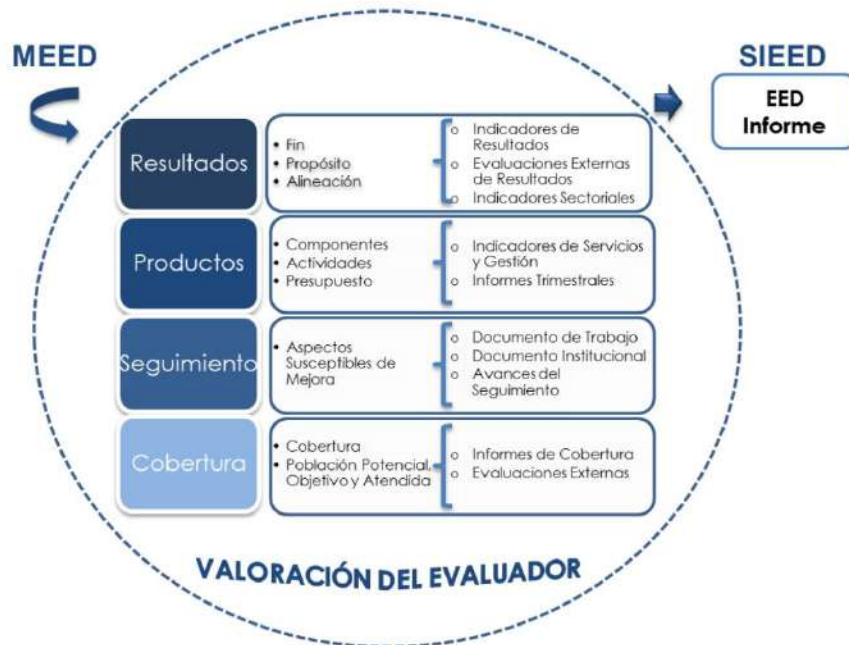 MEED
SIEED
EED
Informe
Resultados
• Fin
• Propósito
• Alineación
o Indicadores de
Resultados
o Evaluaciones Externas
de Resultados
o Indicadores Sectoriales
Productos
• Componentes
• Actividades
• Presupuesto
o Indicadores de Servicios
y Gestión
o Informes Trimestrales
Seguimiento
• Aspectos
Susceptibles de
Mejora
o Documento de Trabajo
o Documento Institucional
o Avances del
Seguimiento
Cobertura
• Cobertura
• Población Potencial,
Objetivo y Atendida
o Informes de Cobertura
o Evaluaciones Externas
VALORACIÓN DEL EVALUADOR